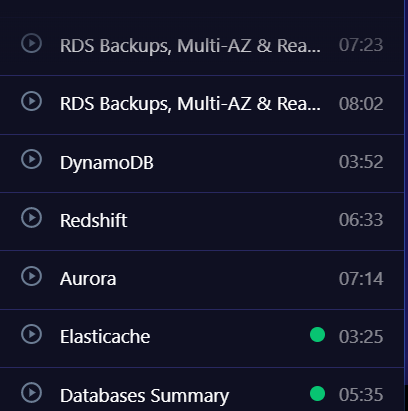 RDS Backups, Multi-AZ & Rea... 07:23
RDS Backups, Multi-AZ & Rea... 08:02
DynamoDB 03:52
Redshift 06:33
Aurora 07:14
Elasticache 03:25
Databases Summary 05:35